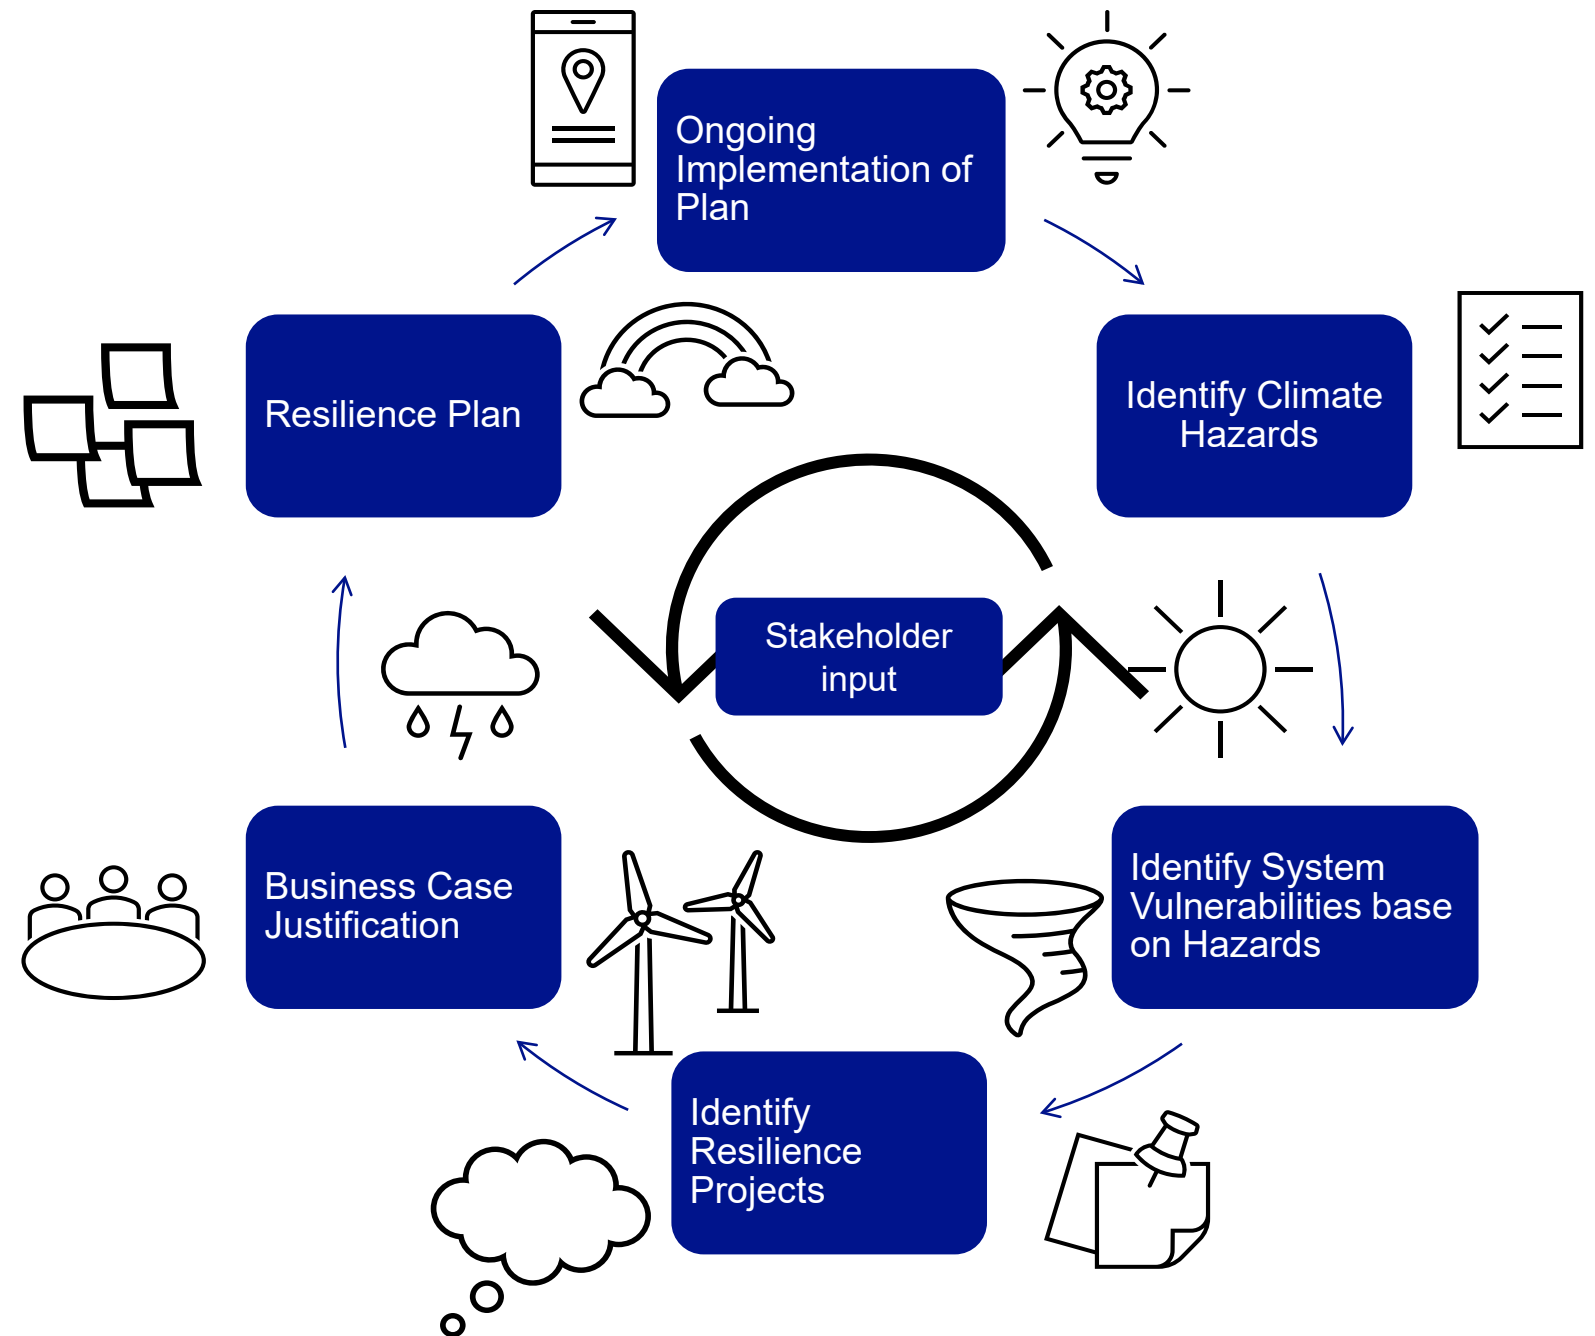 Ongoing
Implementation of
Plan
Identify Climate
Hazards
Resilience Plan
Stakeholder
input
Identify System
Vulnerabilities base
on Hazards
Business Case
Justification
Identify
Resilience
Projects